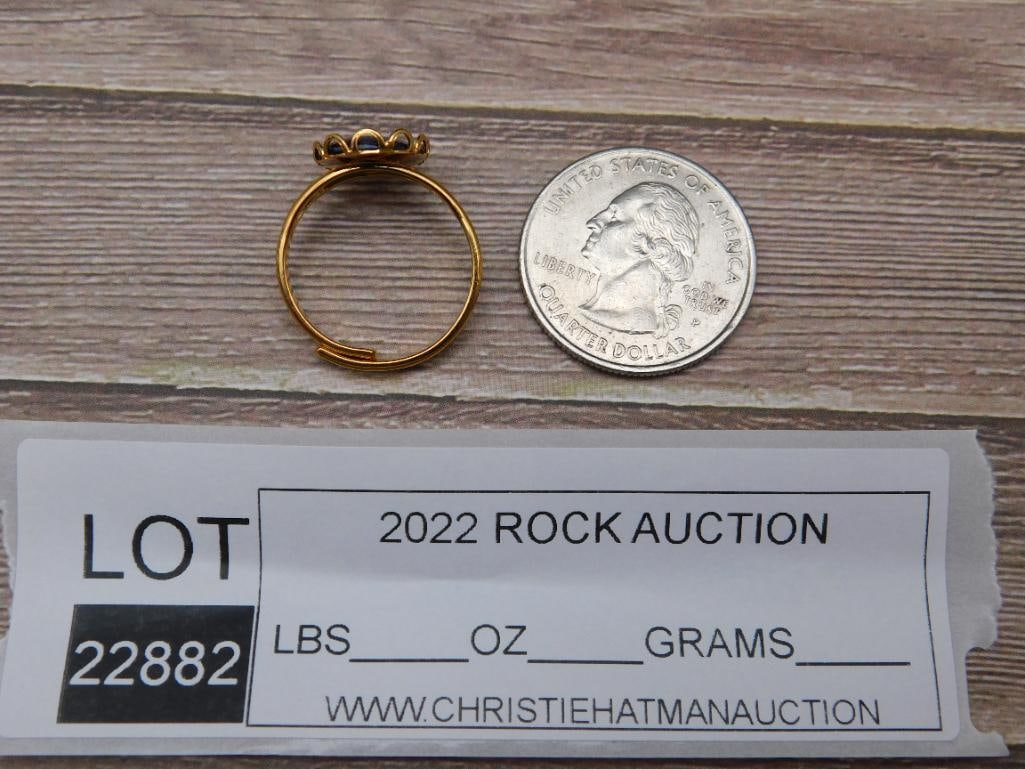 UNITED STATES OF AMERICA
LIBERTY
IN
GOD WE
TRUST
P
QUARTER DOLLAR
LOT
22882
2022 ROCK AUCTION
LBS_____OZ_____GRAMS_____
WWW.CHRISTIEHATMANAUCTION